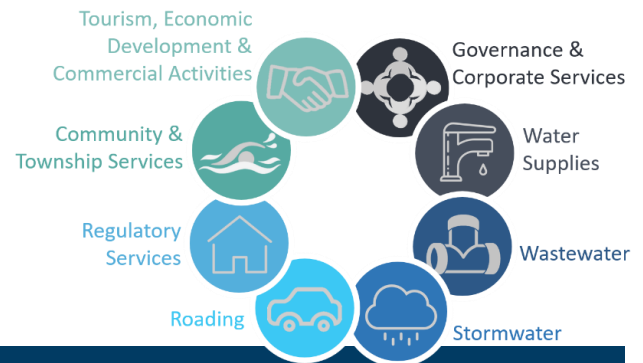 Tourism, Economic
Development &
Commercial Activities
Governance &
Corporate Services
Community &
Township Services
Water
Supplies
Regulatory
Services
Wastewater
Roading
Stormwater